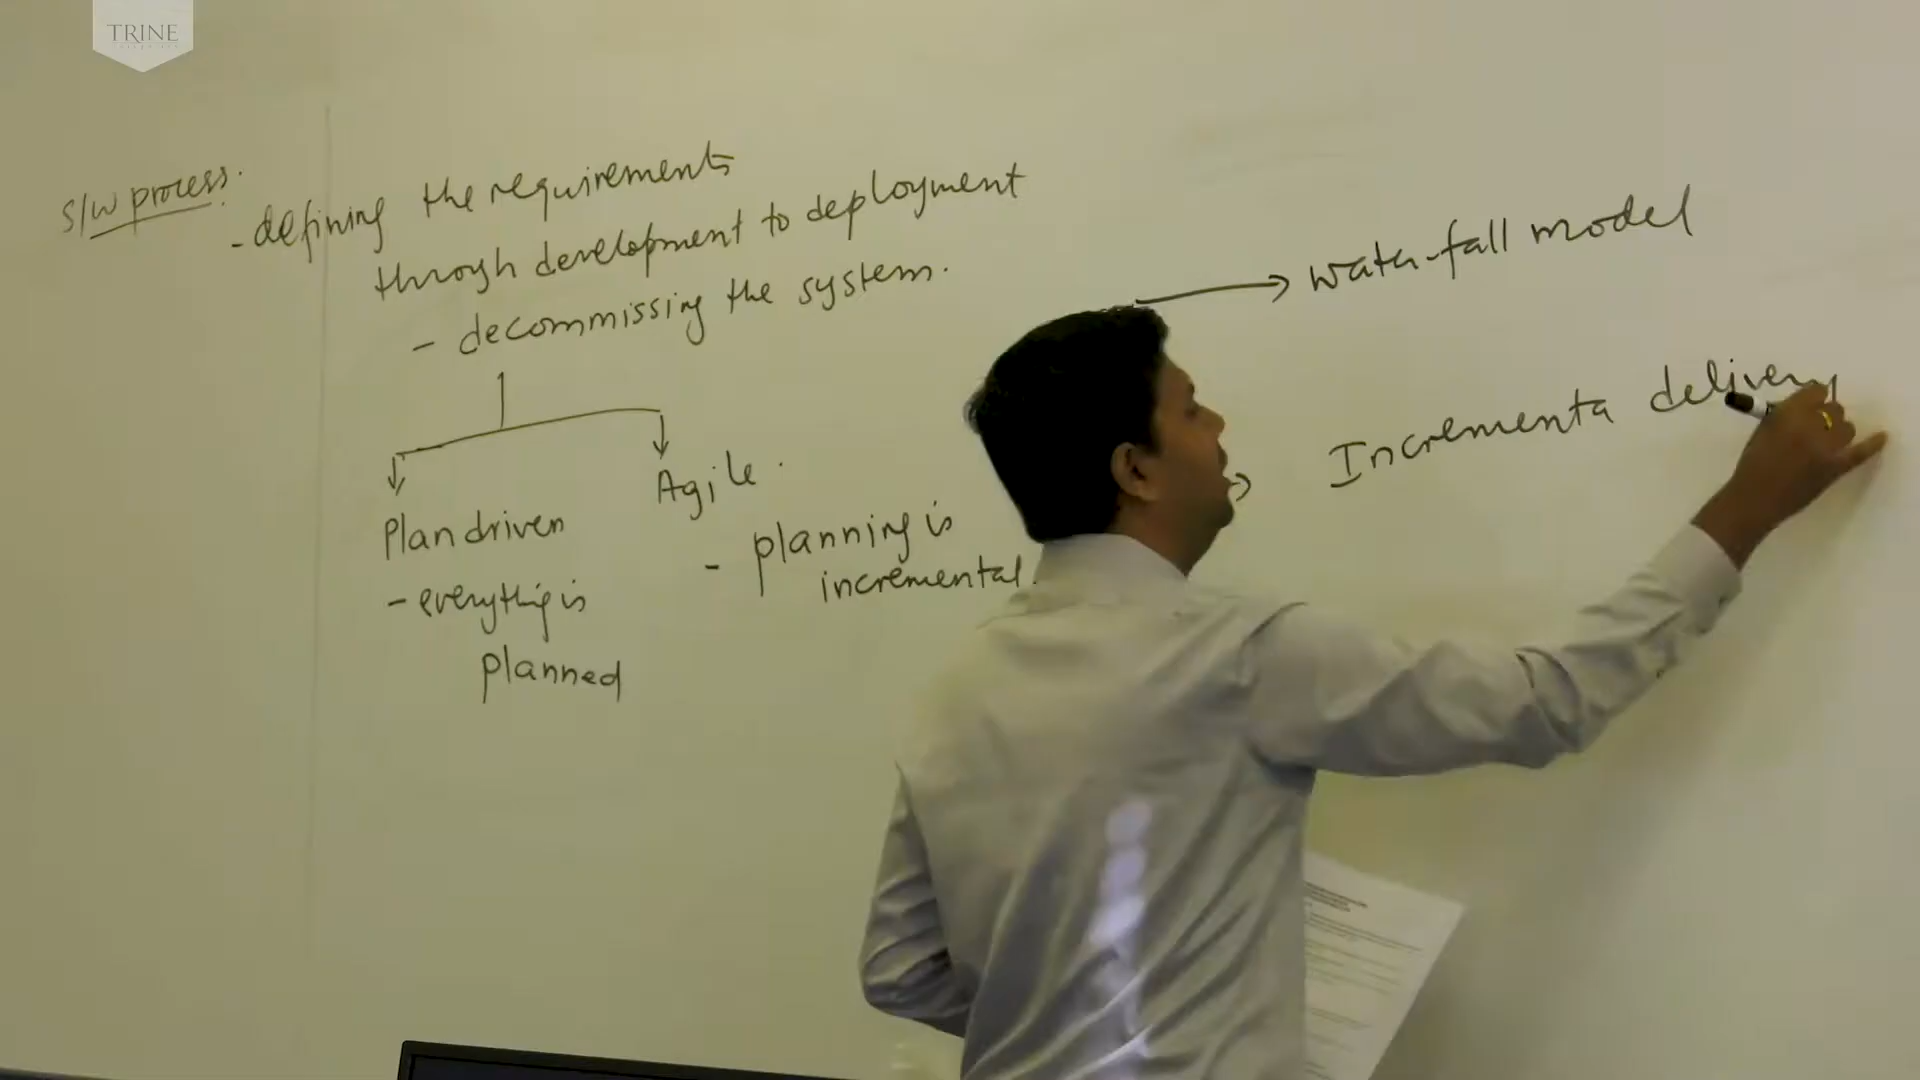 TRINE
S/W process.
- defining the requirements
through development to deployment
- decommissing the system.
Plan driven
- everything is
planned
Agile.
- planning is
incremental.
water-fall model
Incrementa delivery